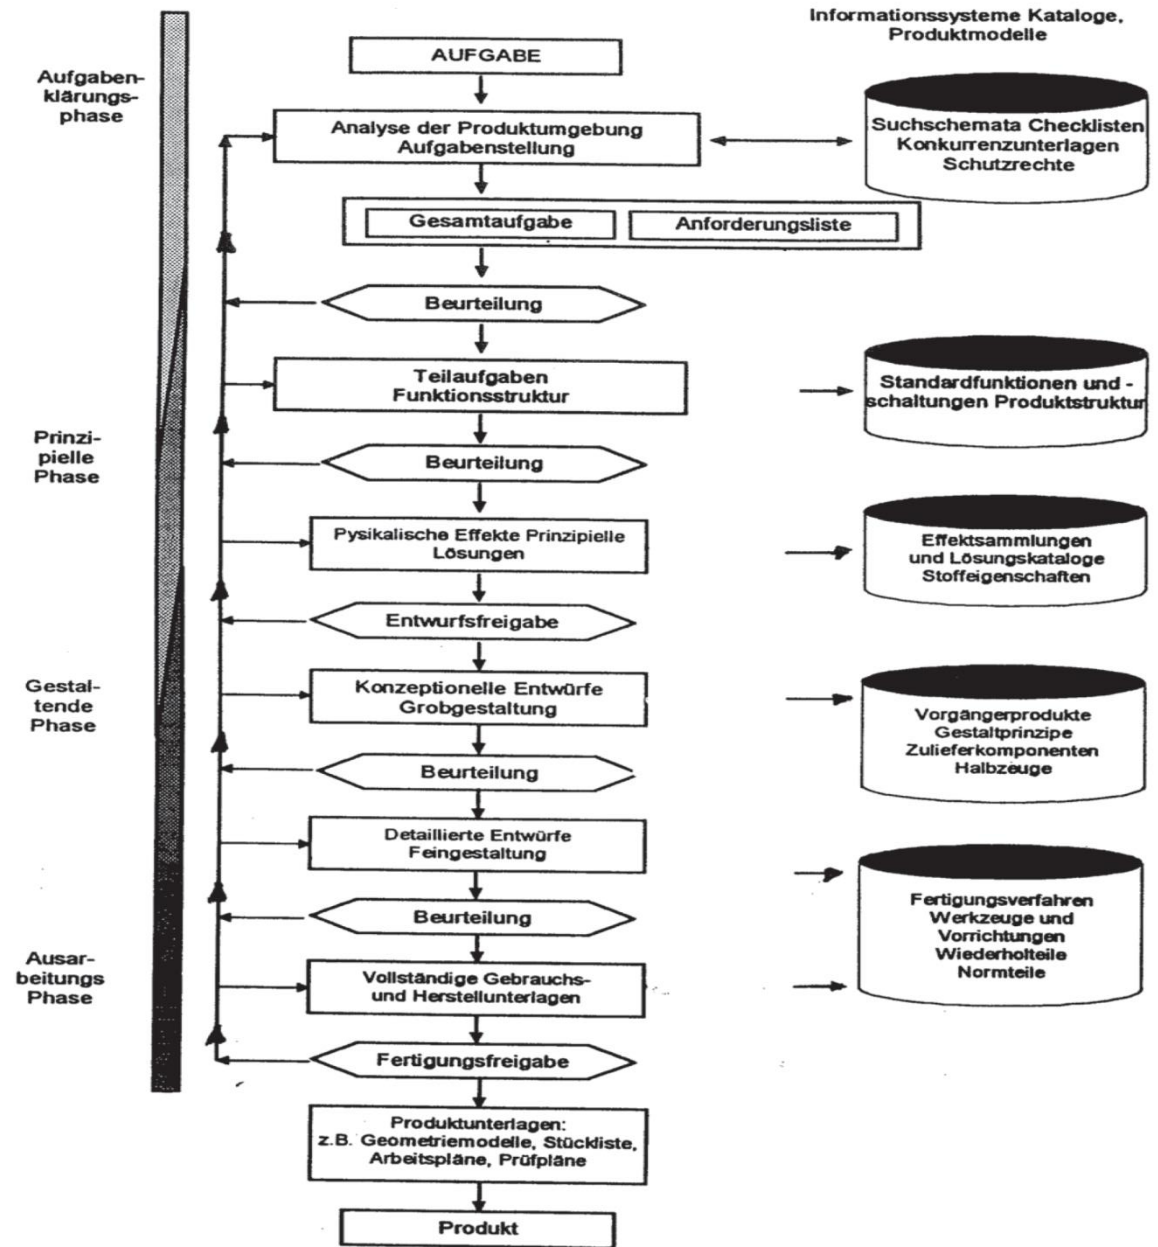 Informationssysteme Kataloge,
Produktmodelle
AUFGABE
Aufgaben-
klärungs-
phase
Analyse der Produktumgebung
Aufgabenstellung
Suchschemata Checklisten
Konkurrenzunterlagen
Schutzrechte
Gesamtaufgabe
Anforderungsliste
Beurteilung
Teilaufgaben
Funktionsstruktur
Standardfunktionen und -
schaltungen Produktstruktur
Prinzi-
pielle
Phase
Beurteilung
Pysikalische Effekte Prinzipielle
Lösungen
Effektsammlungen
und Lösungskataloge
Stoffeigenschaften
Entwurfsfreigabe
Gestal-
tende
Phase
Konzeptionelle Entwürfe
Grobgestaltung
Vorgängerprodukte
Gestaltprinzipe
Zulieferkomponenten
Halbzeuge
Beurteilung
Detaillierte Entwürfe
Feingestaltung
Beurteilung
Fertigungsverfahren
Werkzeuge und
Vorrichtungen
Wiederholteile
Normteile
Ausar-
beitungs
Phase
Vollständige Gebrauchs-
und Herstellunterlagen
Fertigungsfreigabe
Produktunterlagen:
z.B. Geometriemodelle, Stückliste,
Arbeitspläne, Prüfpläne
Produkt